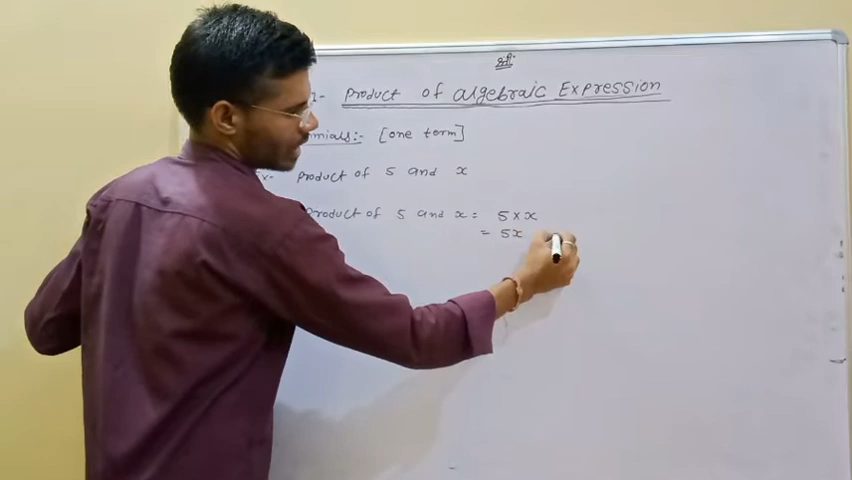 श्री
Product of algebraic Expression
[one term]
Product of 5 and x
Product of 5 and x = 5 × x
= 5x